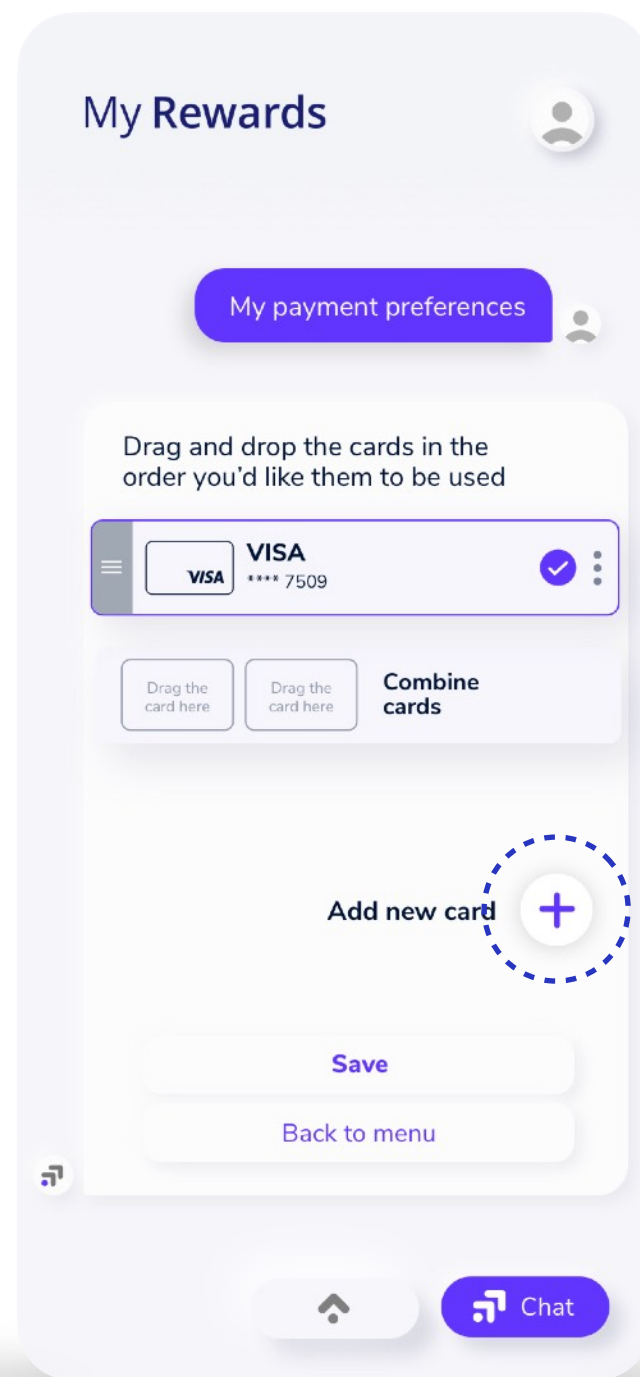 My Rewards
My payment preferences
Drag and drop the cards in the
order you’d like them to be used
VISA
VISA
**** 7509
Drag the
card here
Drag the
card here
Combine
cards
Add new card
Save
Back to menu
Chat